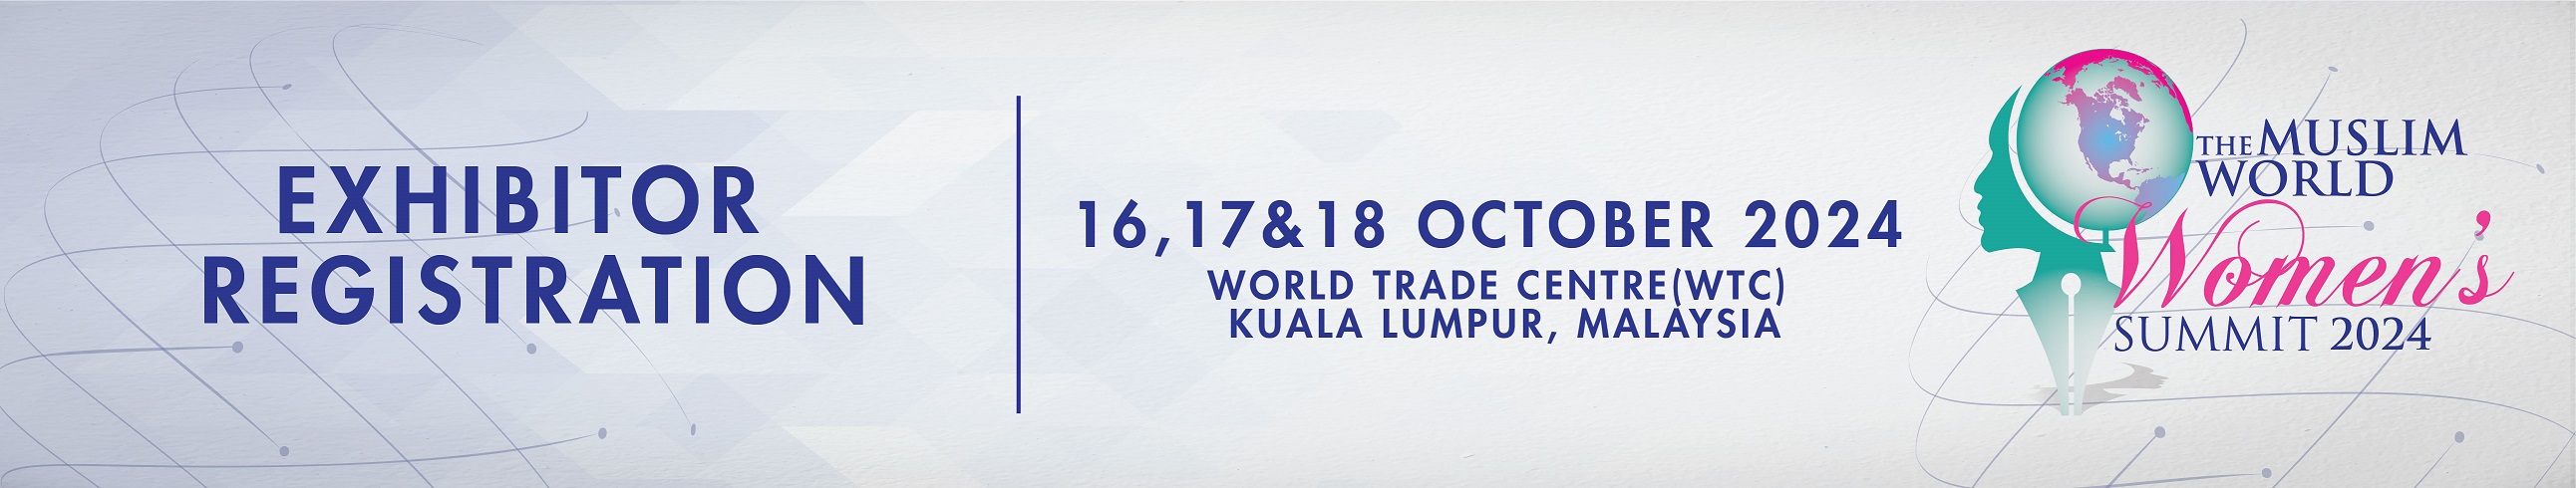 EXHIBITOR
REGISTRATION
16,17&18 OCTOBER 2024
WORLD TRADE CENTRE(WTC)
KUALA LUMPUR, MALAYSIA
THE MUSLIM
WORLD
Women's
SUMMIT 2024